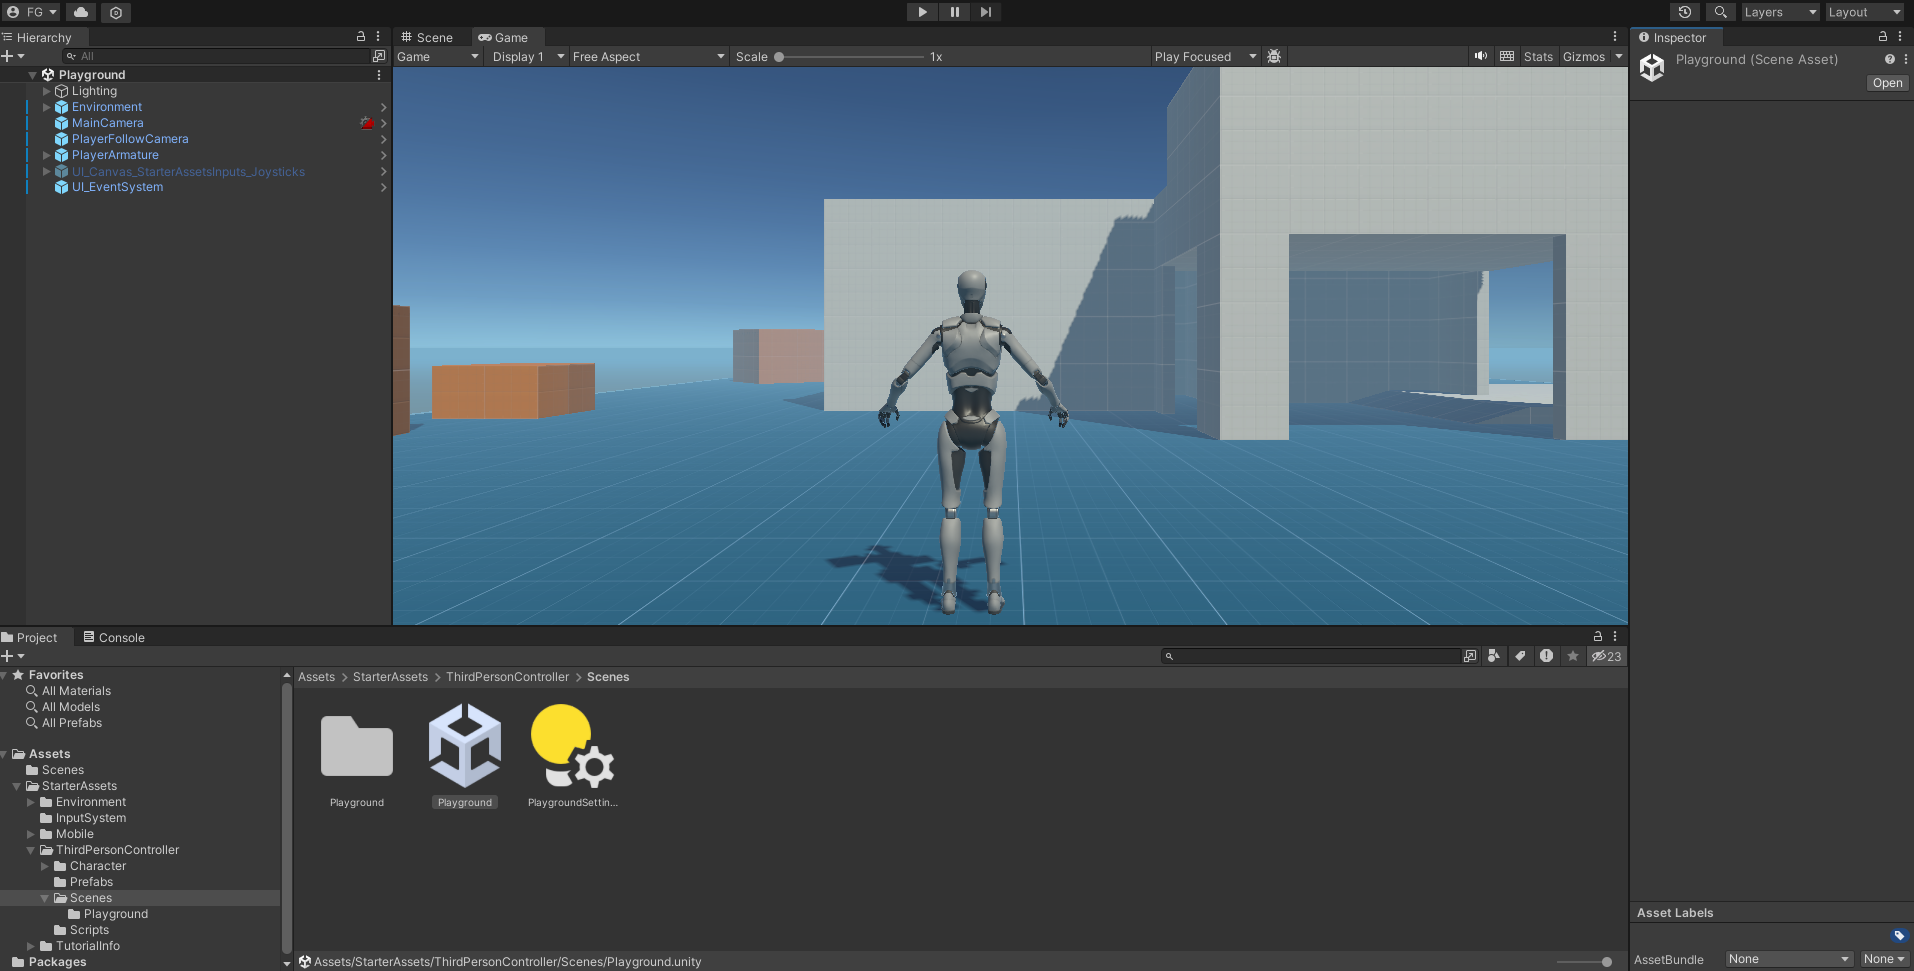 FG
Layers
Layout
Hierarchy
All
Playground
Lighting
Environment
MainCamera
PlayerFollowCamera
PlayerArmature
UI_Canvas_StarterAssetsInputs_Joysticks
UI_EventSystem
Scene
Game
Game
Display 1
Free Aspect
Scale
1x
Play Focused
Stats
Gizmos
Inspector
Playground (Scene Asset)
Open
Project
Console
23
Favorites
All Materials
All Models
All Prefabs
Assets
Scenes
StarterAssets
Environment
InputSystem
Mobile
ThirdPersonController
Character
Prefabs
Scenes
Playground
Scripts
TutorialInfo
Packages
Assets > StarterAssets > ThirdPersonController > Scenes
Playground
Playground
PlaygroundSettin...
Assets/StarterAssets/ThirdPersonController/Scenes/Playground.unity
Asset Labels
AssetBundle
None
None